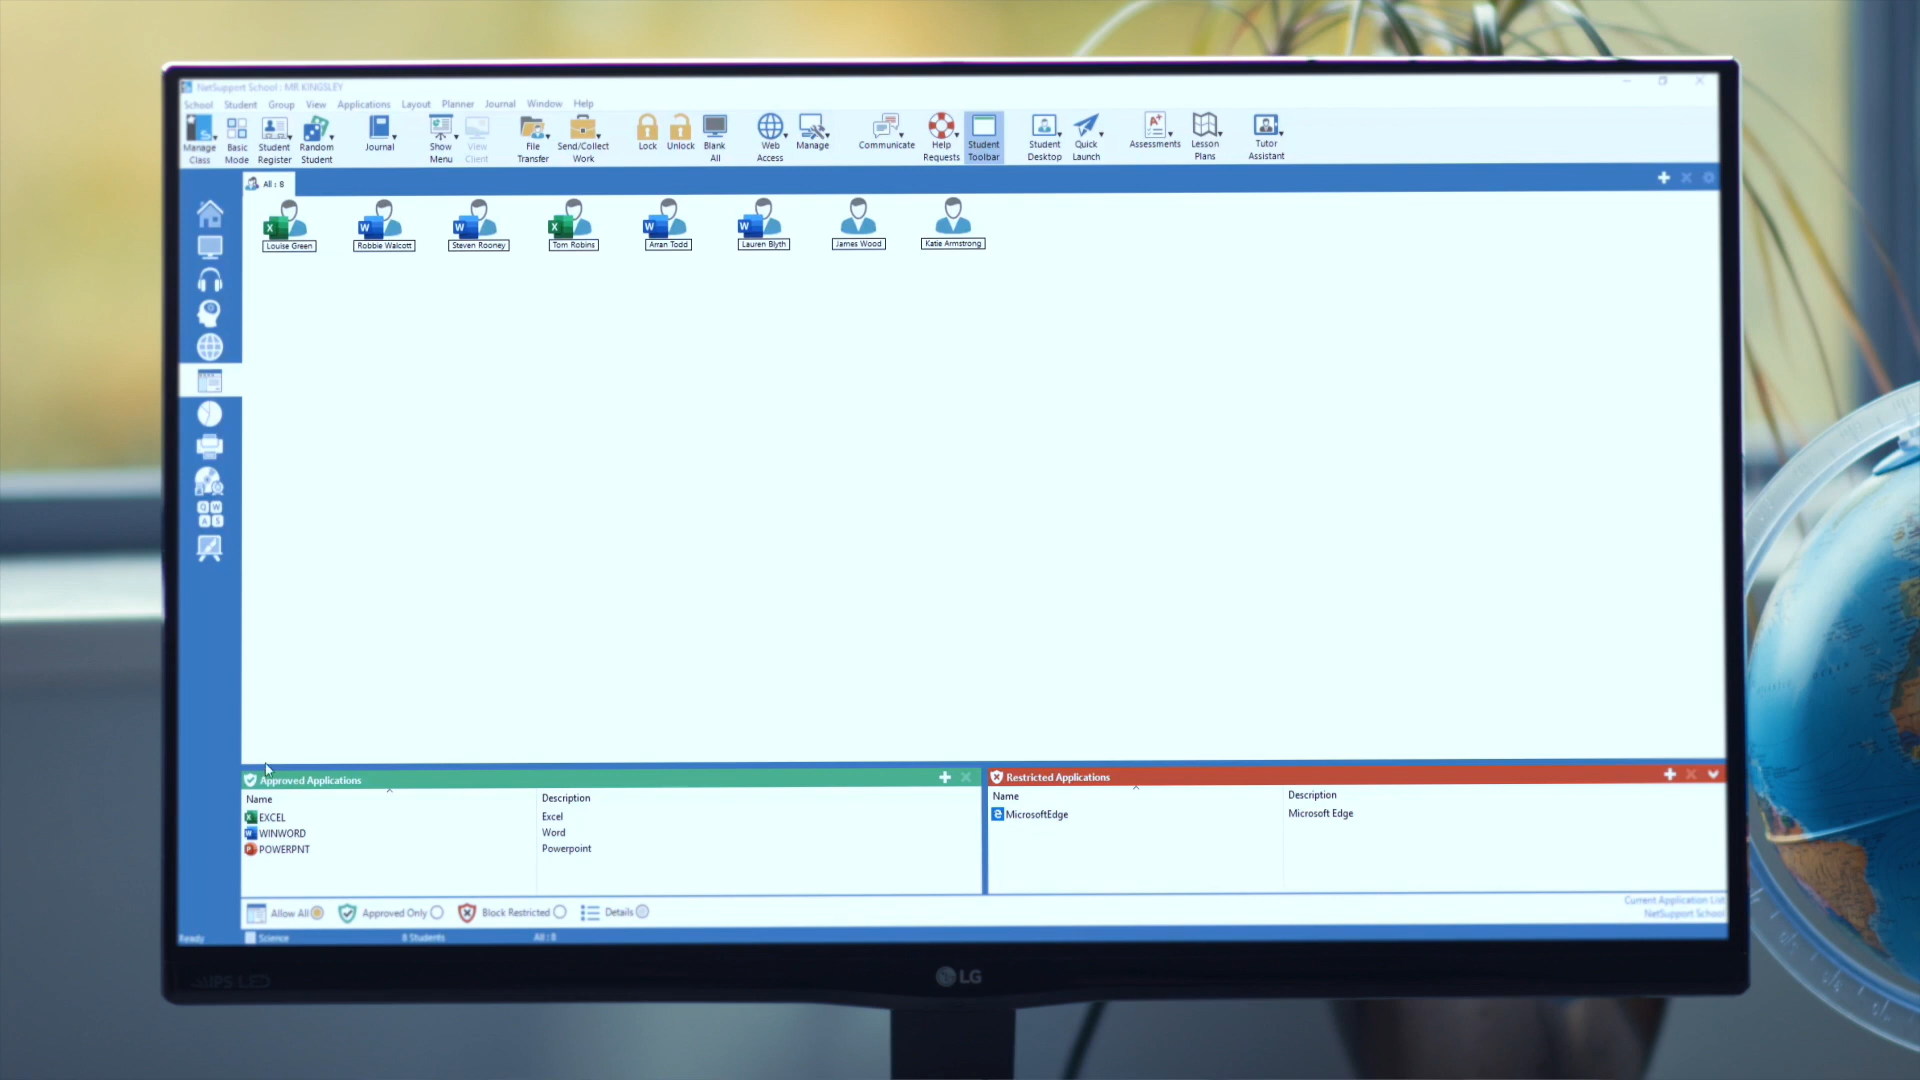 NetSupport School : MR KINGSLEY
School Student Group View Applications Layout Planner Journal Window Help
Manage Class
Basic Mode
Student Register
Random Student
Journal
Show Menu
View Client
File Transfer
Send/Collect Work
Lock
Unlock
Blank All
Web Access
Manage
Communicate
Help Requests
Student Toolbar
Student Desktop
Quick Launch
Assessments
Lesson Plans
Tutor Assistant
All : 8
Louise Green
Robbie Walcott
Steven Rooney
Tom Robins
Arran Todd
Lauren Blyth
James Wood
Katie Armstrong
Approved Applications
Name Description
EXCEL Excel
WINWORD Word
POWERPNT Powerpoint
Restricted Applications
Name Description
MicrosoftEdge Microsoft Edge
Allow All Approved Only Block Restricted Details
Current Application List
NetSupport School
Ready Science 8 Students All : 8
IPS LED
LG